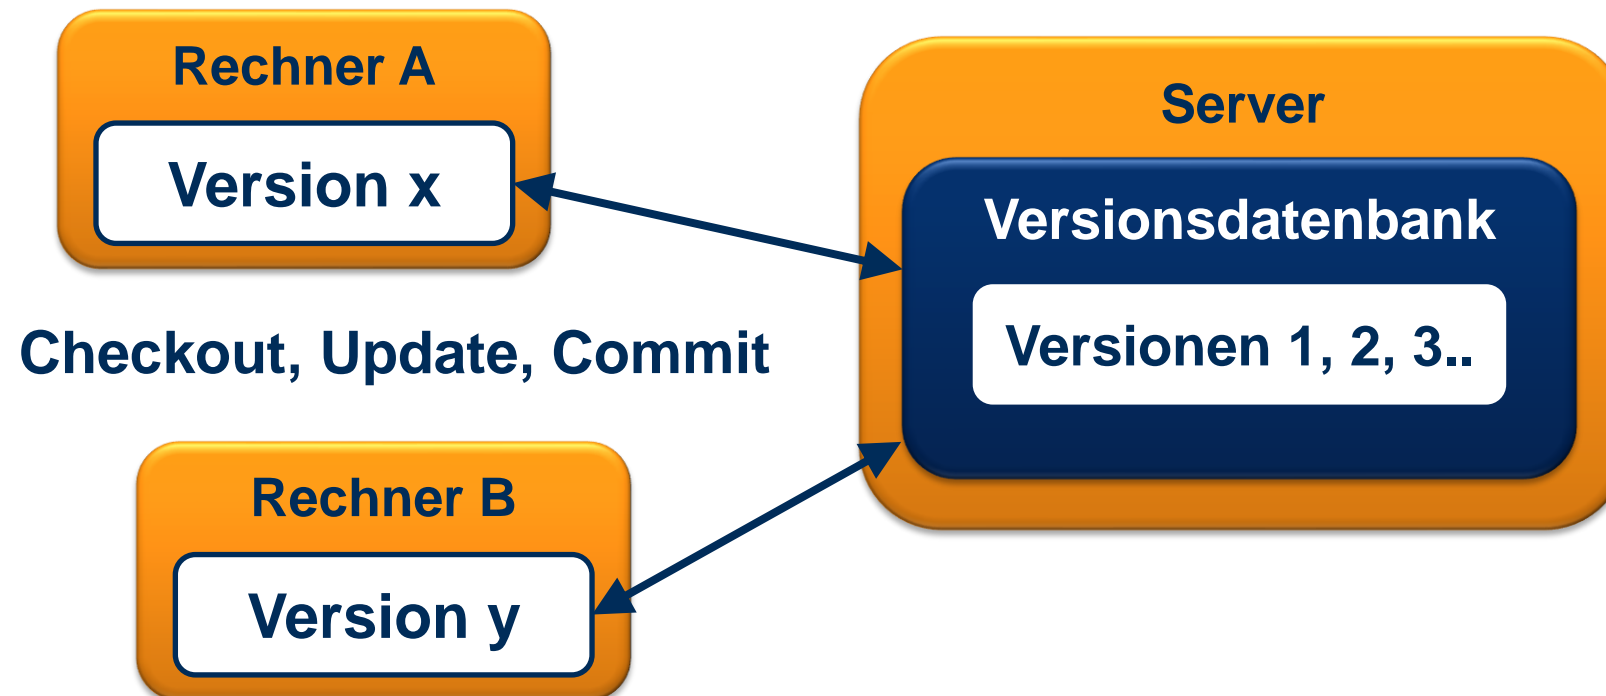 Rechner A
Version x
Server
Versionsdatenbank
Versionen 1, 2, 3..
Checkout, Update, Commit
Rechner B
Version y